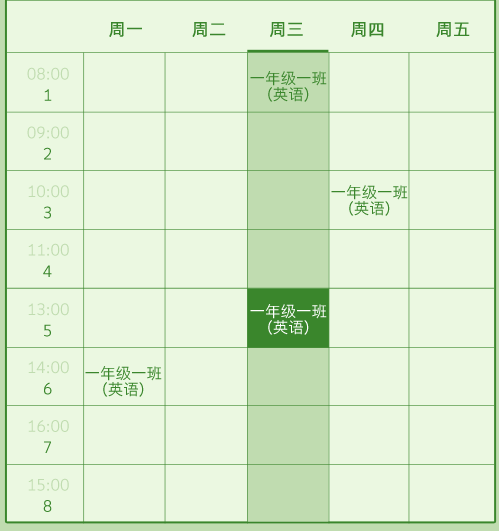 周一 周二 周三 周四 周五
08:00
1
一年级一班
(英语)
09:00
2
10:00
3
一年级一班
(英语)
11:00
4
13:00
5
一年级一班
(英语)
14:00
6
一年级一班
(英语)
16:00
7
15:00
8